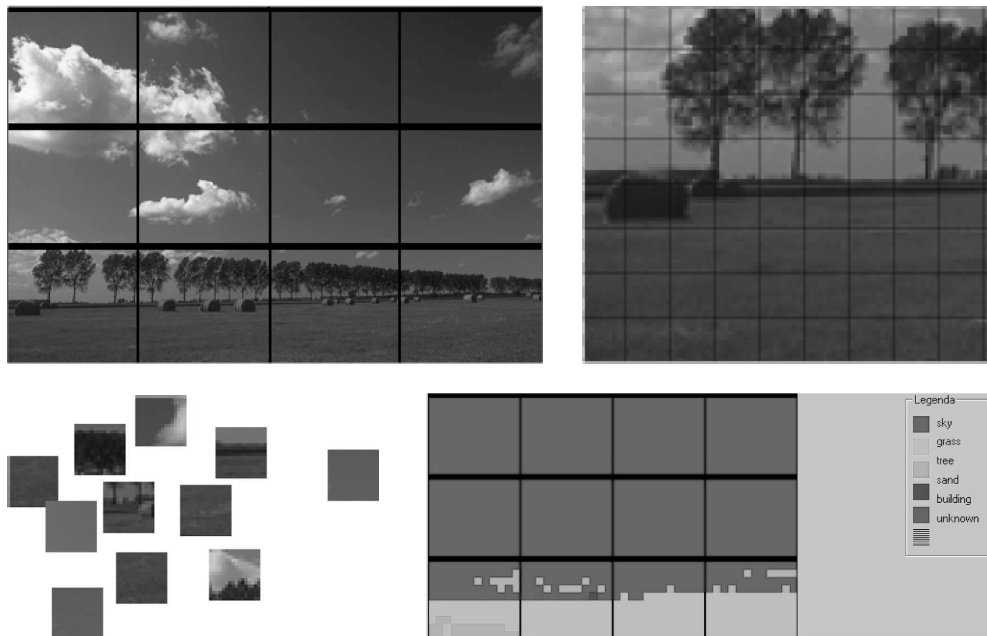 Legenda
sky
grass
tree
sand
building
unknown